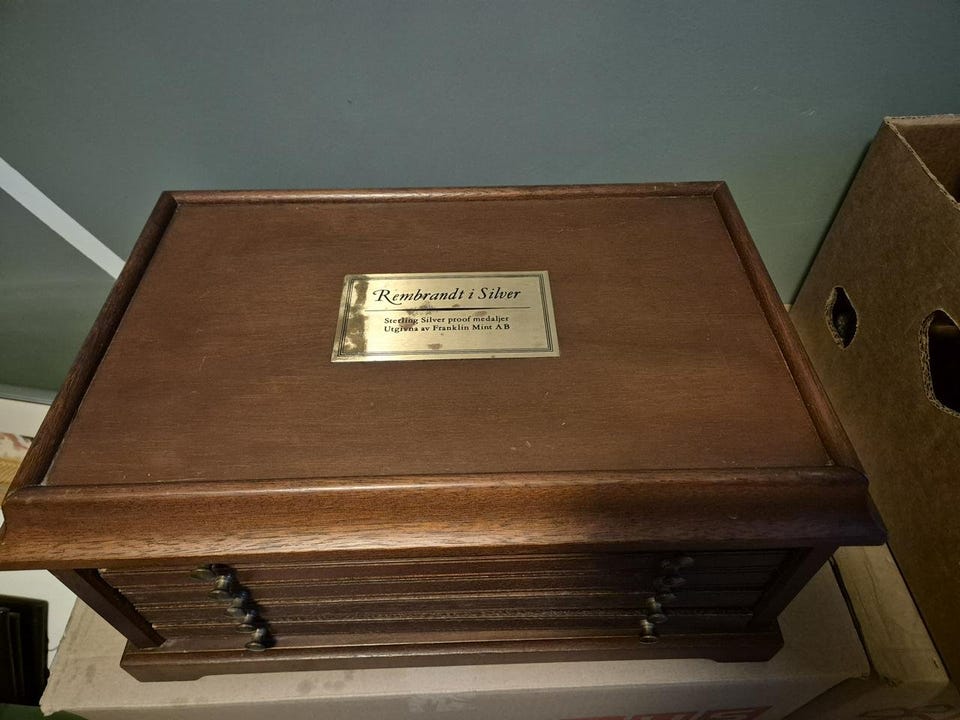 Rembrandt i Silver
Sterling Silver proof medaljer
Utgivna av Franklin Mint AB